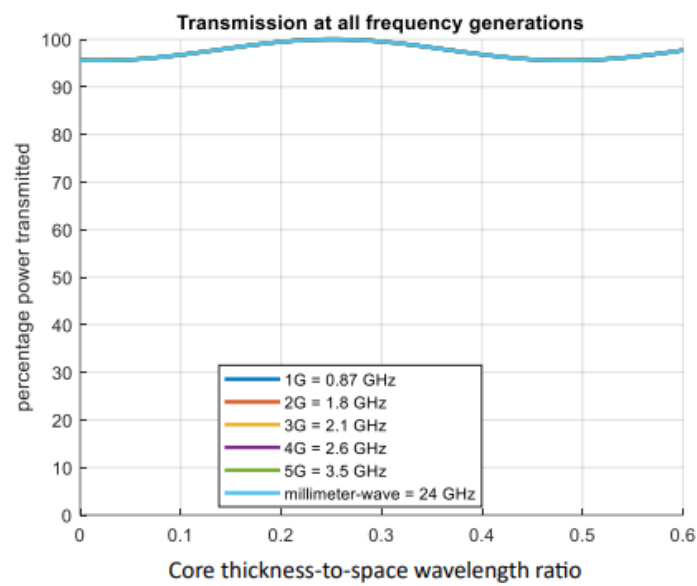 Transmission at all frequency generations
percentage power transmitted
100
90
80
70
60
50
40
30
20
10
0
1G = 0.87 GHz
2G = 1.8 GHz
3G = 2.1 GHz
4G = 2.6 GHz
5G = 3.5 GHz
millimeter-wave = 24 GHz
0 0.1 0.2 0.3 0.4 0.5 0.6
Core thickness-to-space wavelength ratio